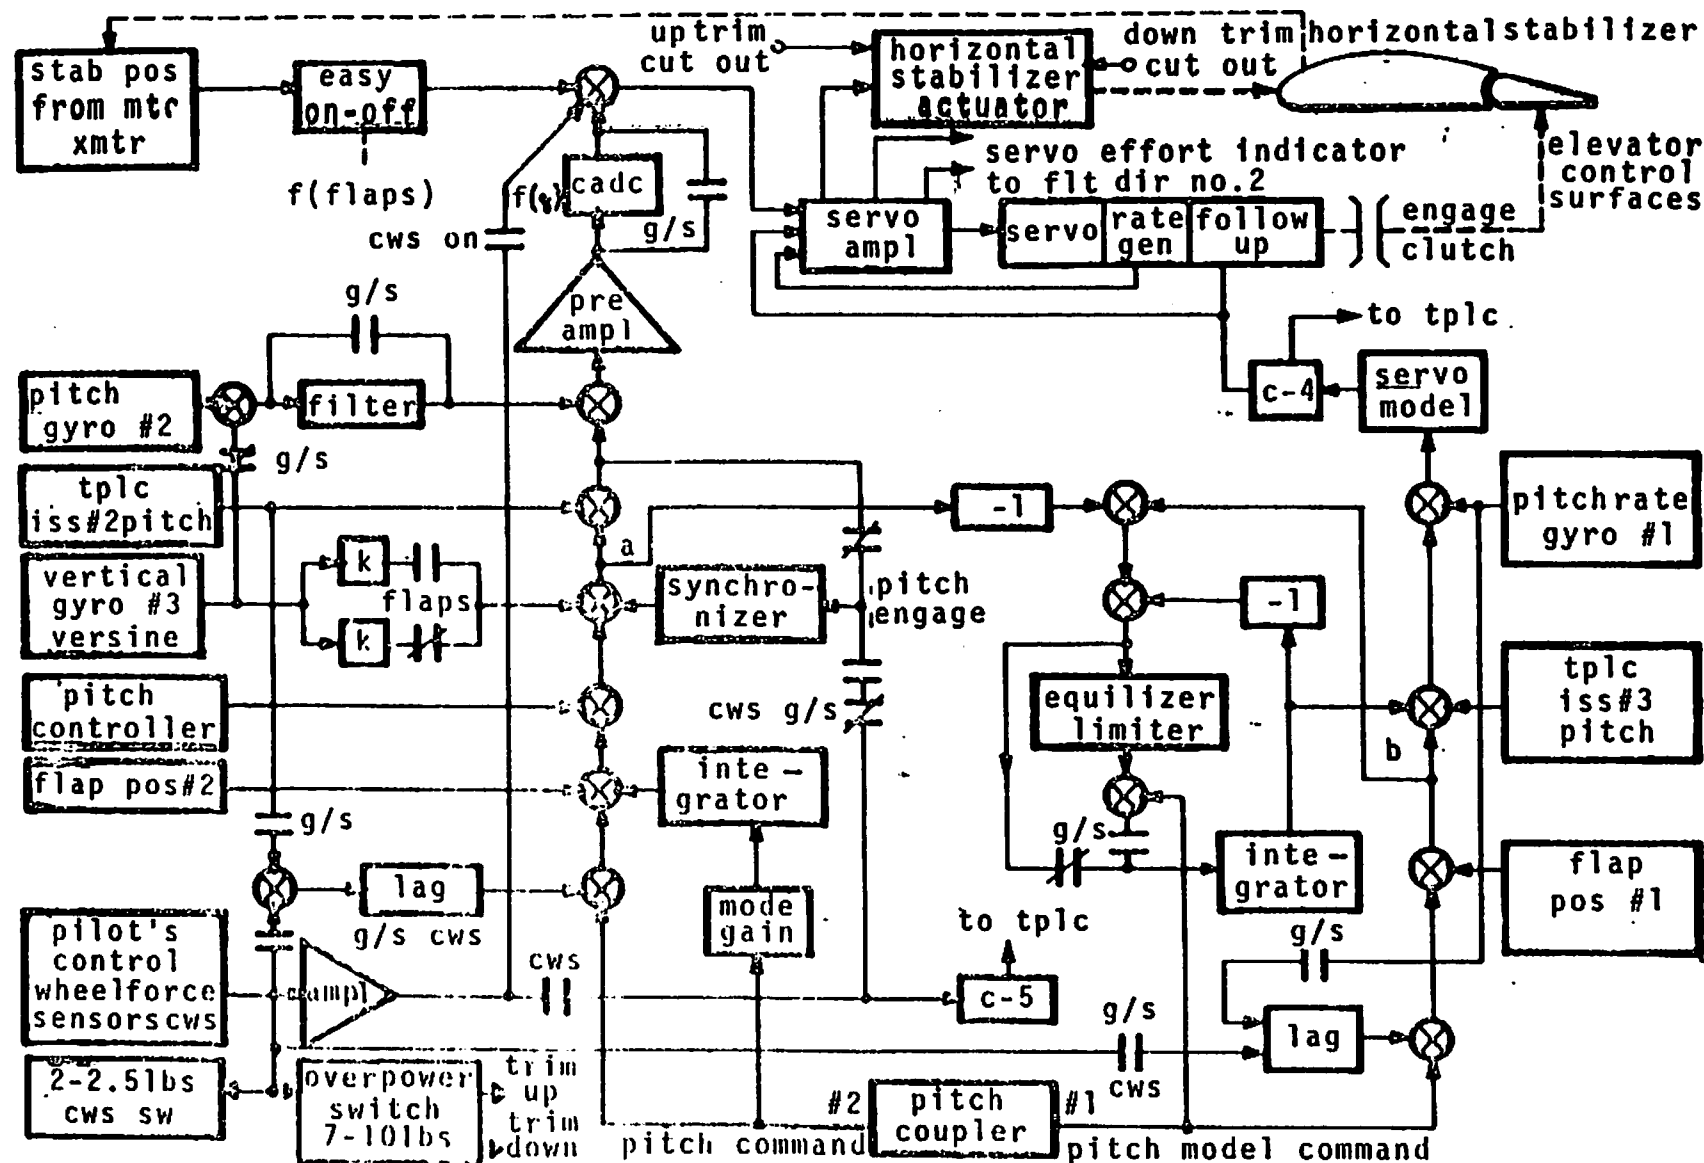 uptrim
cut out
horizontal
stabilizer
actuator
down trim
cut out
horizontal stabilizer
stab pos
from mtr
xmtr
easy
on-off
f(flaps)
cadc
g/s
cws on
servo effort indicator
to flt dir no.2
elevator
control
surfaces
servo
ampl
servo
rate
gen
follow
up
engage
clutch
pre
ampl
g/s
to tplc
pitch
gyro #2
filter
g/s
c-4
servo
model
tplc
iss#2pitch
-1
pitchrate
gyro #1
a
vertical
gyro #3
versine
k
flaps
k
synchro-
nizer
pitch
engage
-1
pitch
controller
cws g/s
equilizer
limiter
tplc
iss#3
pitch
b
flap pos#2
inte-
grator
g/s
g/s
inte-
grator
flap
pos #1
lag
g/s cws
mode
gain
to tplc
g/s
pilot's
control
wheelforce
sensorscws
ampl
cws
c-5
g/s
lag
cws
2-2.5lbs
cws sw
overpower
switch
7-10lbs
trim
up
trim
down
#2
pitch
coupler
#1
pitch command
pitch model command